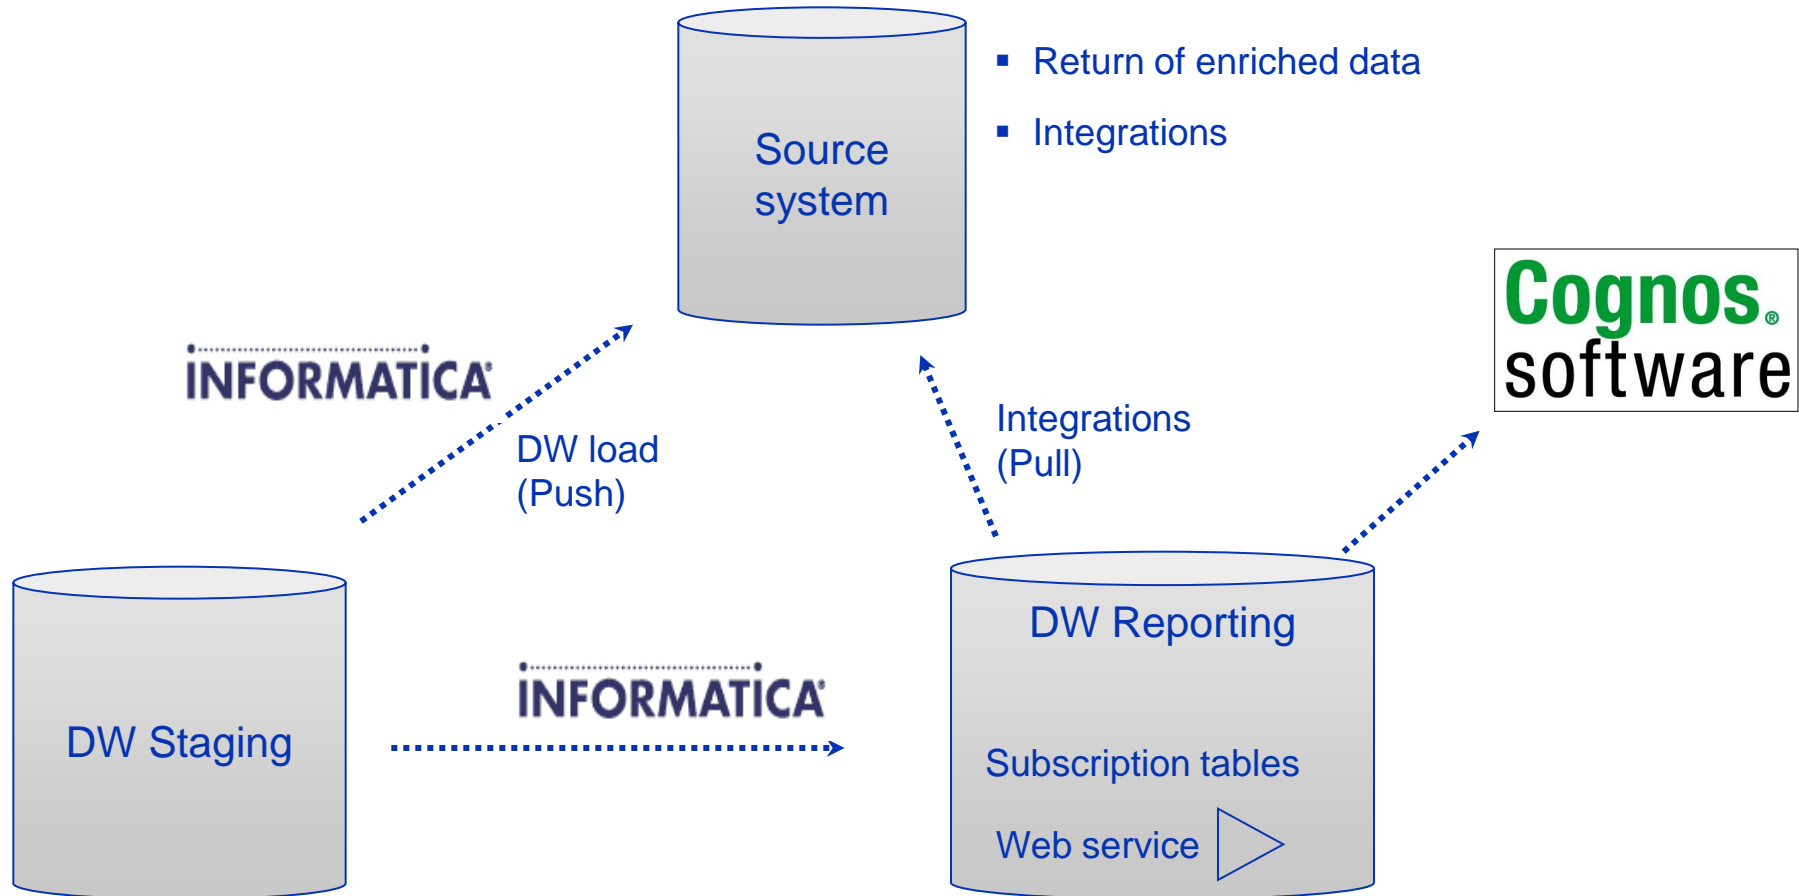 Source
system
Return of enriched data
Integrations
Cognos®
software
INFORMATICA®
DW load
(Push)
Integrations
(Pull)
DW Staging
INFORMATICA®
DW Reporting
Subscription tables
Web service